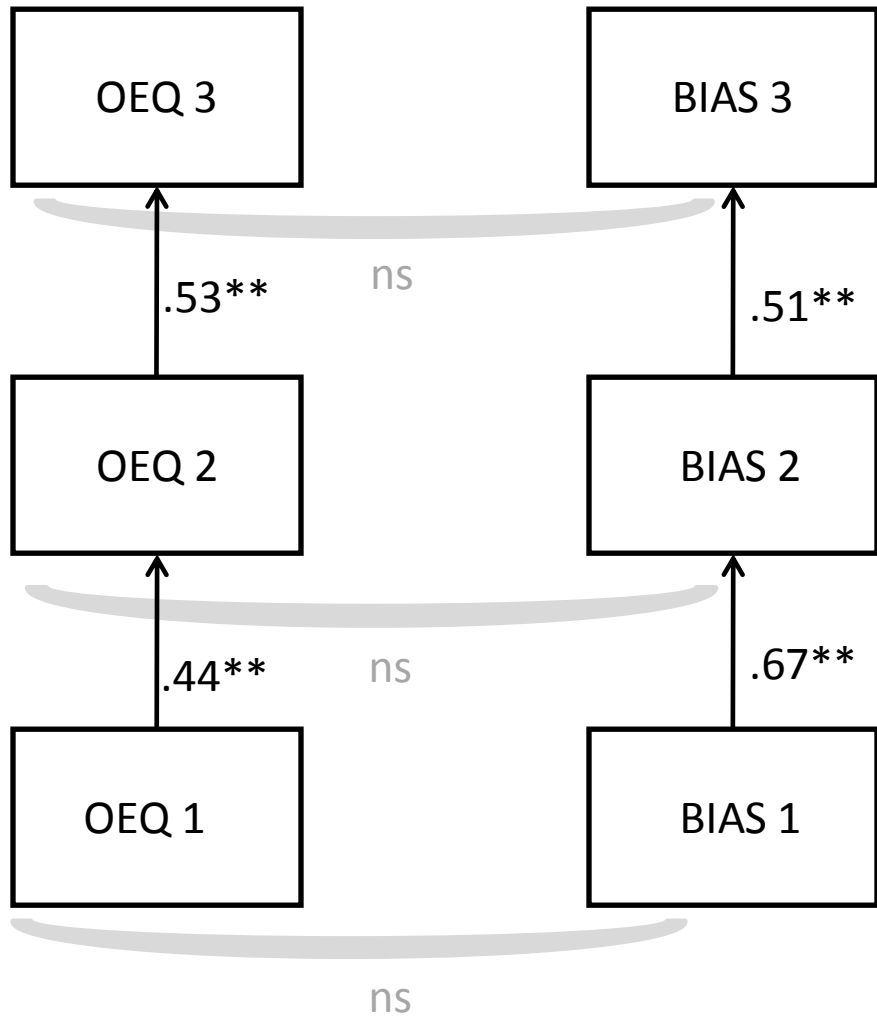 OEQ 3
BIAS 3
ns
.53**
.51**
OEQ 2
BIAS 2
ns
.44**
.67**
OEQ 1
BIAS 1
ns